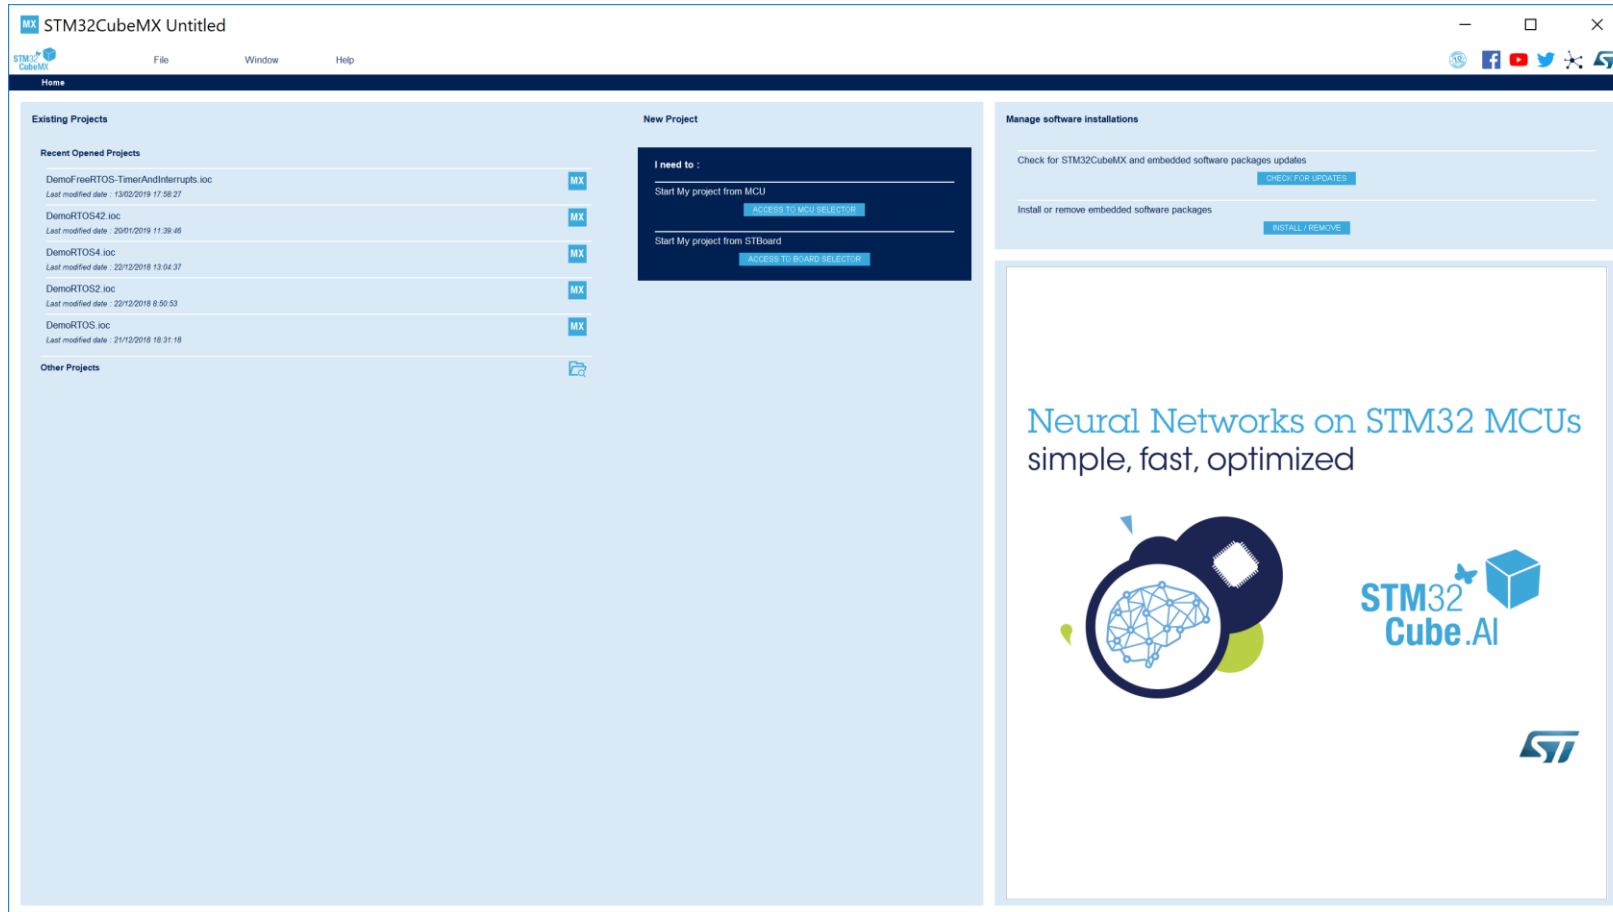 MX STM32CubeMX Untitled
STM32
CubeMX
File Window Help
Home
Existing Projects
Recent Opened Projects
DemoFreeRTOS-TimerAndInterrupts.ioc
Last modified date : 13/02/2019 17:58:27
MX
DemoRTOS42.ioc
Last modified date : 20/01/2019 11:39:46
MX
DemoRTOS4.ioc
Last modified date : 22/12/2018 13:04:37
MX
DemoRTOS2.ioc
Last modified date : 22/12/2018 8:50:53
MX
DemoRTOS.ioc
Last modified date : 21/12/2018 18:31:18
MX
Other Projects
New Project
I need to :
Start My project from MCU
ACCESS TO MCU SELECTOR
Start My project from STBoard
ACCESS TO BOARD SELECTOR
Manage software installations
Check for STM32CubeMX and embedded software packages updates
CHECK FOR UPDATES
Install or remove embedded software packages
INSTALL / REMOVE
Neural Networks on STM32 MCUs
simple, fast, optimized
STM32
Cube.AI
ST